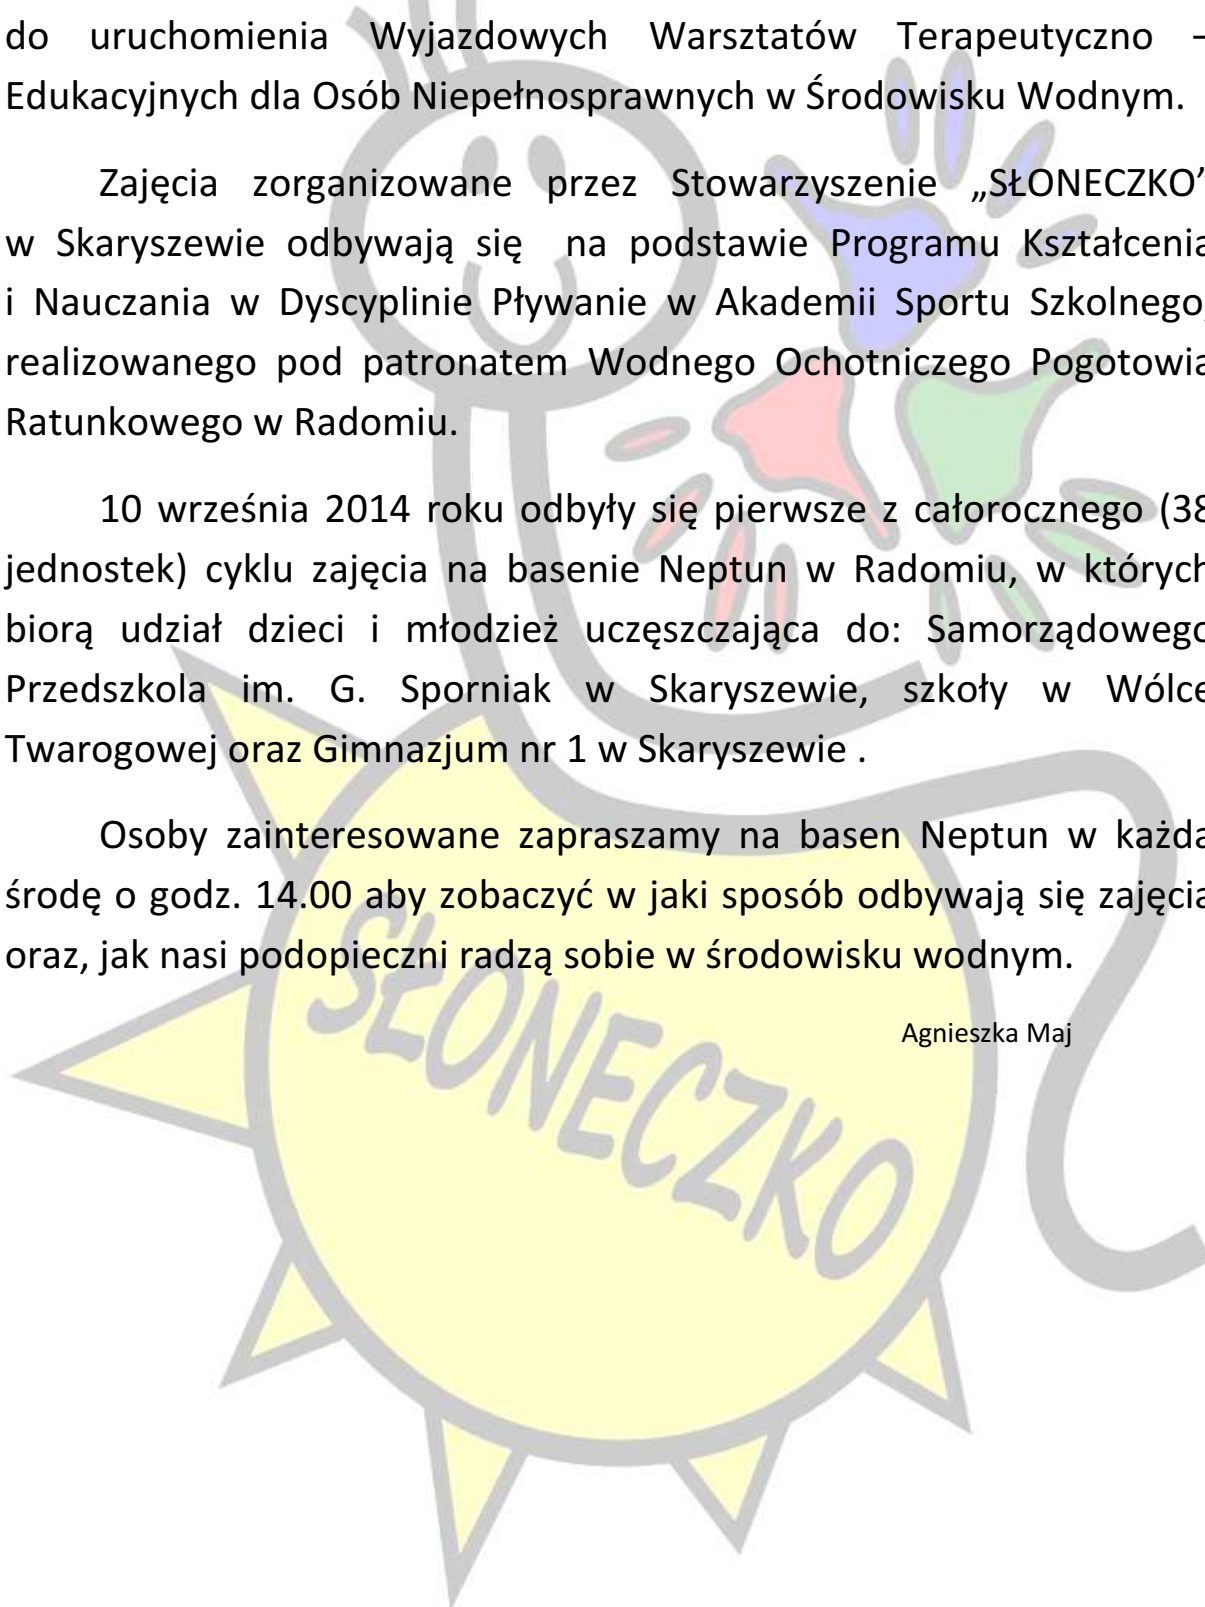 do uruchomienia Wyjazdowych Warsztatów Terapeutyczno –
Edukacyjnych dla Osób Niepełnosprawnych w Środowisku Wodnym.
Zajęcia zorganizowane przez Stowarzyszenie „SŁONECZKO”
w Skaryszewie odbywają się na podstawie Programu Kształcenia
i Nauczania w Dyscyplinie Pływanie w Akademii Sportu Szkolnego,
realizowanego pod patronatem Wodnego Ochotniczego Pogotowia
Ratunkowego w Radomiu.
10 września 2014 roku odbyły się pierwsze z całorocznego (38
jednostek) cyklu zajęcia na basenie Neptun w Radomiu, w których
biorą udział dzieci i młodzież uczęszczająca do: Samorządowego
Przedszkola im. G. Sporniak w Skaryszewie, szkoły w Wólce
Twarogowej oraz Gimnazjum nr 1 w Skaryszewie .
Osoby zainteresowane zapraszamy na basen Neptun w każdą
środę o godz. 14.00 aby zobaczyć w jaki sposób odbywają się zajęcia
oraz, jak nasi podopieczni radzą sobie w środowisku wodnym.
Agnieszka Maj
SŁONECZKO